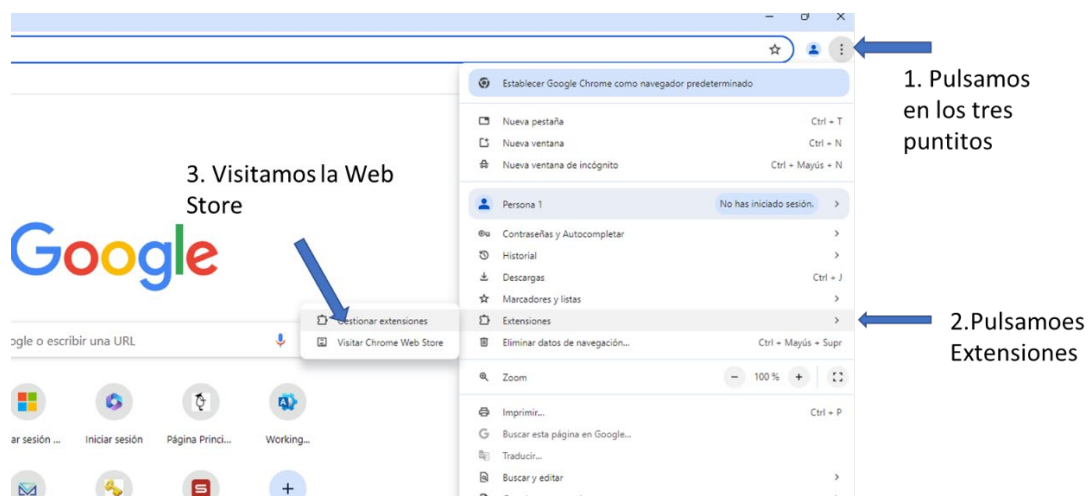 1. Pulsamos
en los tres
puntitos
Establecer Google Chrome como navegador predeterminado
Nueva pestaña Ctrl + T
Nueva ventana Ctrl + N
Nueva ventana de incógnito Ctrl + Mayús + N
3. Visitamos la Web
Store
Persona 1 No has iniciado sesión.
Google
Contraseñas y Autocompletar
Historial
Descargas Ctrl + J
Marcadores y listas
Gestionar extensiones
Extensiones
2.Pulsamoes
Extensiones
ogle o escribir una URL
Visitar Chrome Web Store
Eliminar datos de navegación... Ctrl + Mayús + Supr
Zoom − 100 % +
Imprimir... Ctrl + P
Buscar esta página en Google...
Traducir...
Buscar y editar
ar sesión ... Iniciar sesión Página Princi... Working...